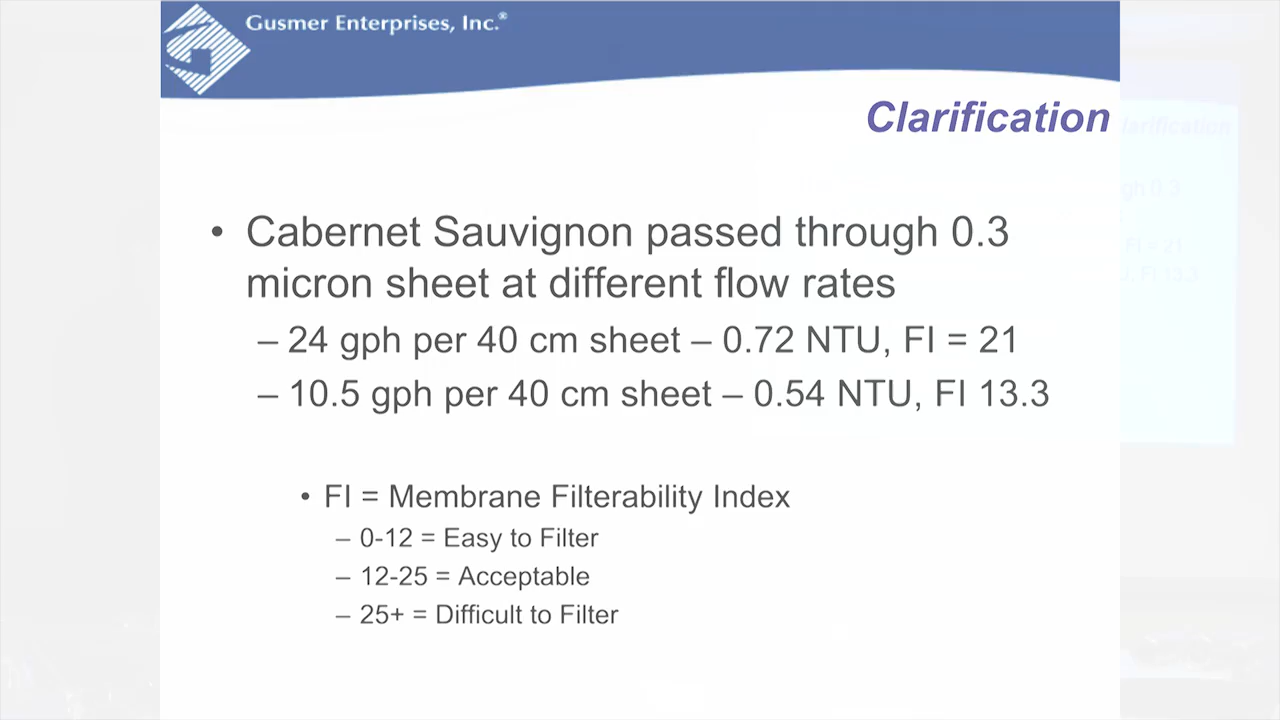 Gusmer Enterprises, Inc.®
Clarification
• Cabernet Sauvignon passed through 0.3
micron sheet at different flow rates
– 24 gph per 40 cm sheet – 0.72 NTU, FI = 21
– 10.5 gph per 40 cm sheet – 0.54 NTU, FI 13.3
• FI = Membrane Filterability Index
– 0-12 = Easy to Filter
– 12-25 = Acceptable
– 25+ = Difficult to Filter